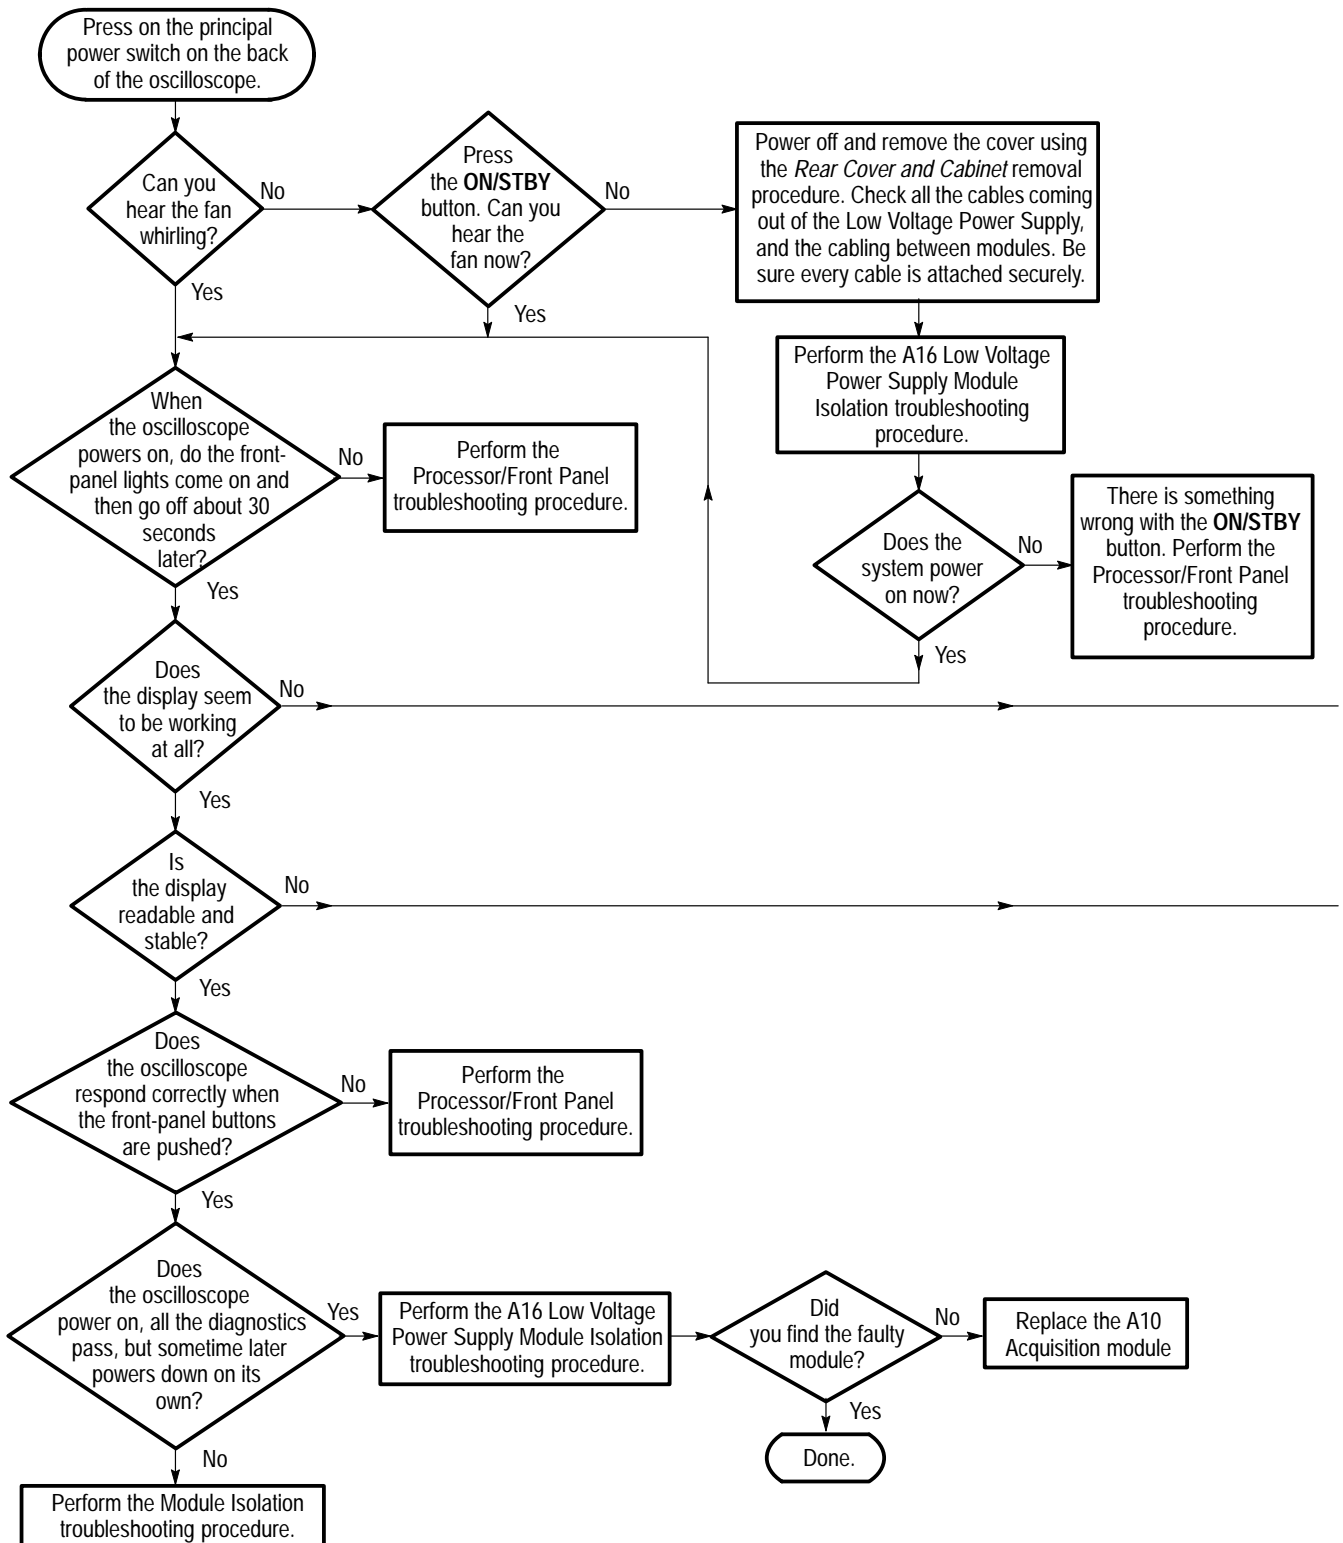 Press on the principal
power switch on the back
of the oscilloscope.
Can you
hear the fan
whirling?
No
Yes
Press
the ON/STBY
button. Can you
hear the
fan now?
No
Yes
Power off and remove the cover using
the Rear Cover and Cabinet removal
procedure. Check all the cables coming
out of the Low Voltage Power Supply,
and the cabling between modules. Be
sure every cable is attached securely.
Perform the A16 Low Voltage
Power Supply Module
Isolation troubleshooting
procedure.
Does the
system power
on now?
No
Yes
There is something
wrong with the ON/STBY
button. Perform the
Processor/Front Panel
troubleshooting
procedure.
When
the oscilloscope
powers on, do the front-
panel lights come on and
then go off about 30
seconds
later?
No
Yes
Perform the
Processor/Front Panel
troubleshooting procedure.
Does
the display seem
to be working
at all?
No
Yes
Is
the display
readable and
stable?
No
Yes
Does
the oscilloscope
respond correctly when
the front-panel buttons
are pushed?
No
Yes
Perform the
Processor/Front Panel
troubleshooting procedure.
Does
the oscilloscope
power on, all the diagnostics
pass, but sometime later
powers down on its
own?
Yes
No
Perform the A16 Low Voltage
Power Supply Module Isolation
troubleshooting procedure.
Did
you find the faulty
module?
No
Yes
Replace the A10
Acquisition module
Done.
Perform the Module Isolation
troubleshooting procedure.